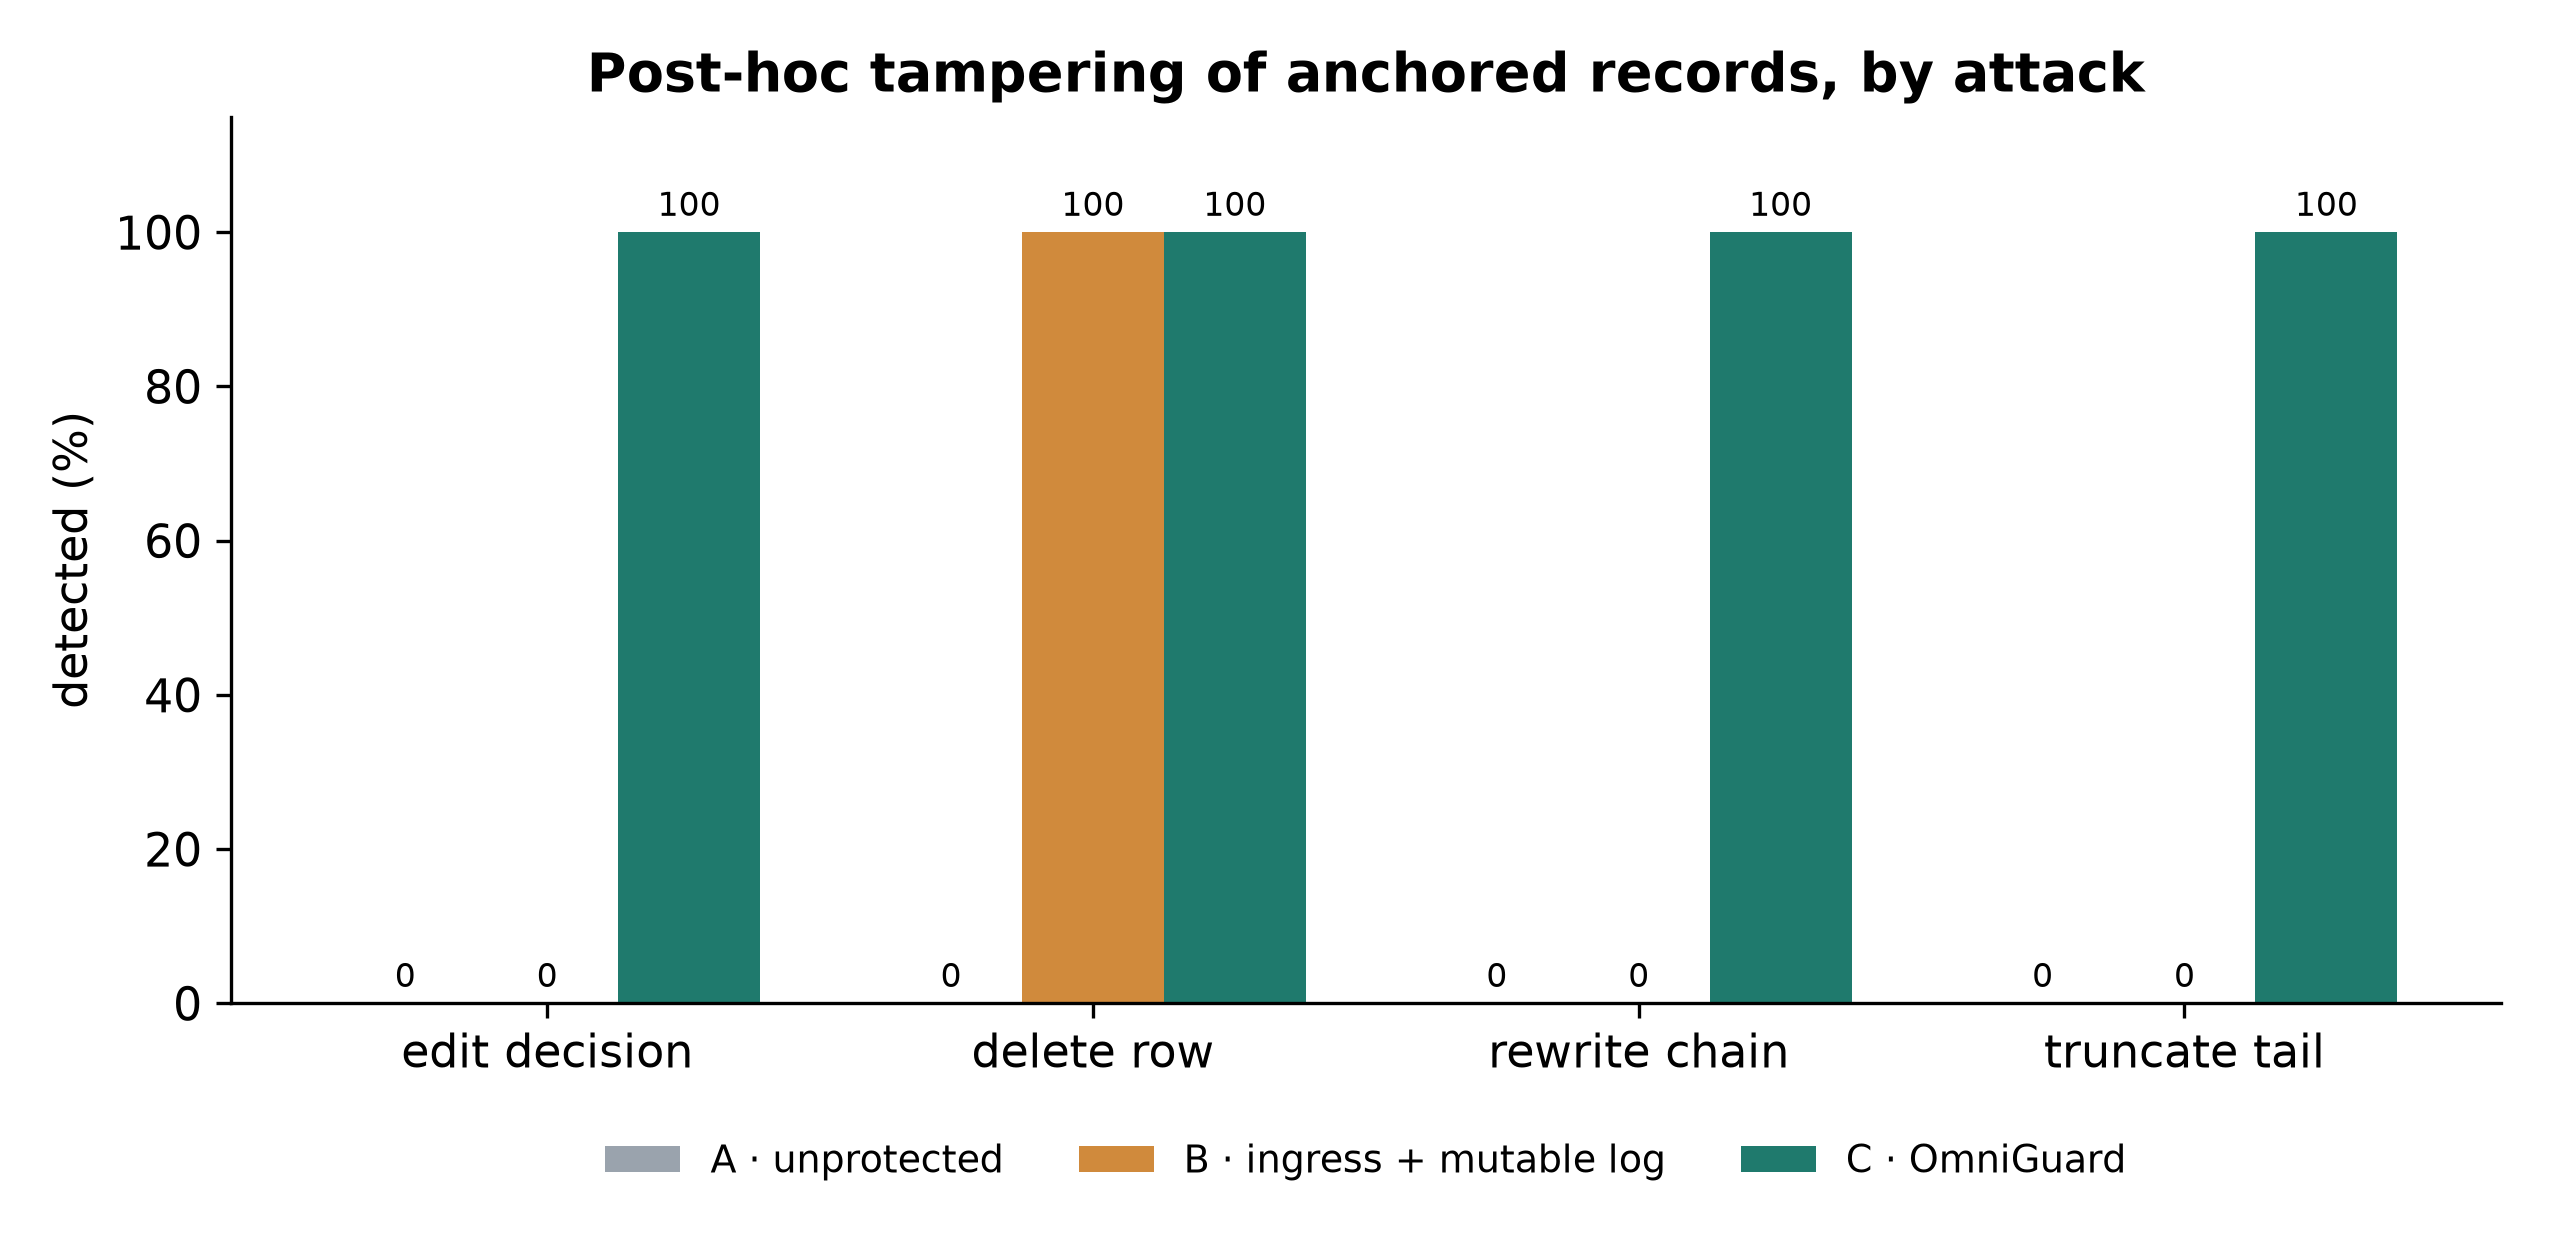 Post-hoc tampering of anchored records, by attack
detected (%)
100
80
60
40
20
0
0 0 100
0 100 100
0 0 100
0 0 100
edit decision delete row rewrite chain truncate tail
A · unprotected B · ingress + mutable log C · OmniGuard